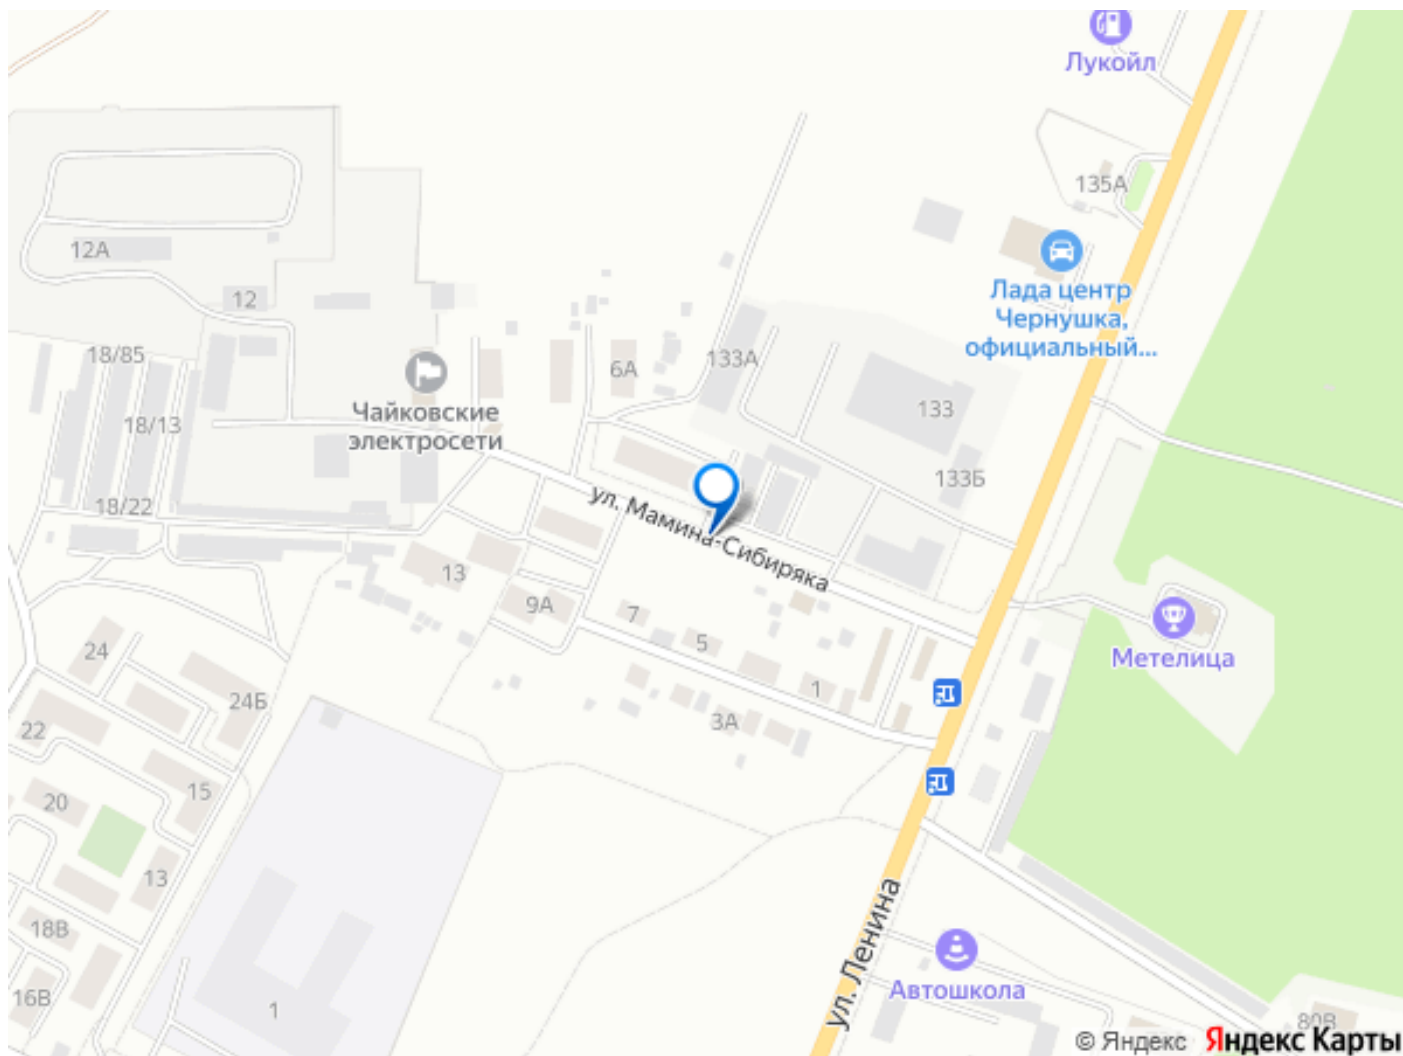 Лукойл
135А
12А
12
Лада центр
Чернушка,
официальный...
18/85
133А
6А
Чайковские
электросети
133
18/13
133Б
18/22
ул. Мамина-Сибиряка
13
9А
7
5
1
Метелица
24
24Б
3А
22
15
20
13
18В
ул. Ленина
Автошкола
16В
1
80В
© Яндекс Яндекс Карты